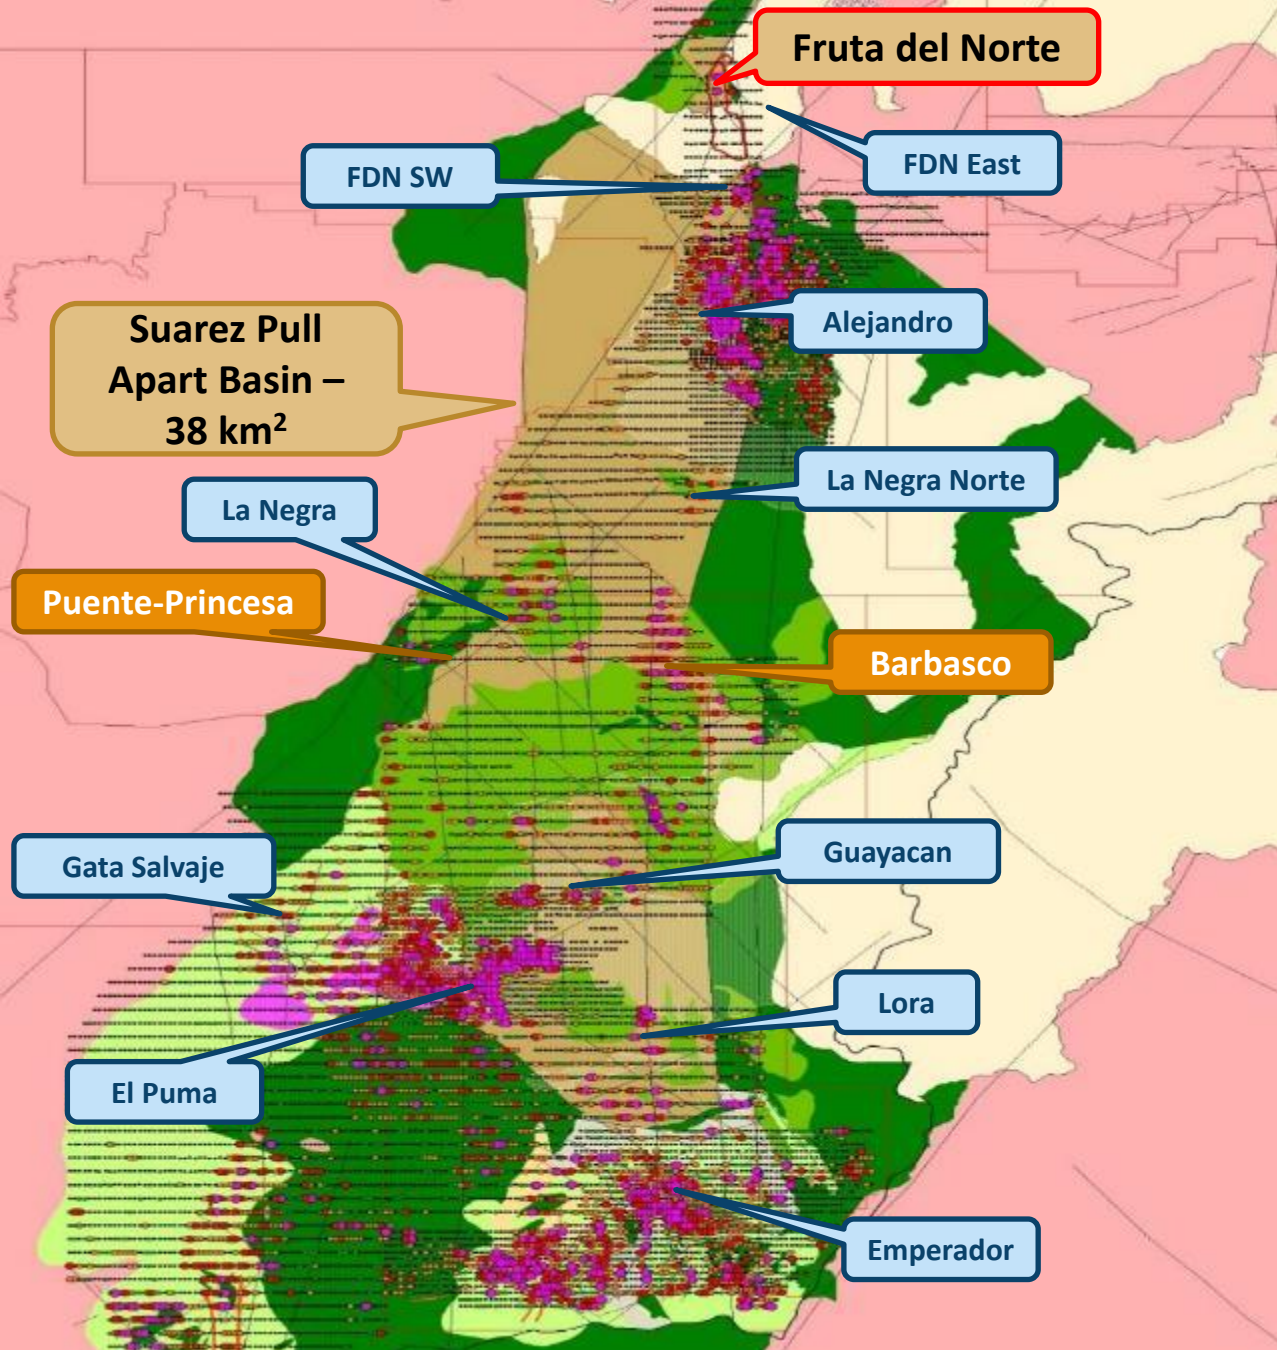 Fruta del Norte
FDN East
FDN SW
Alejandro
Suarez Pull
Apart Basin –
38 km²
La Negra Norte
La Negra
Puente-Princesa
Barbasco
Guayacan
Gata Salvaje
Lora
El Puma
Emperador